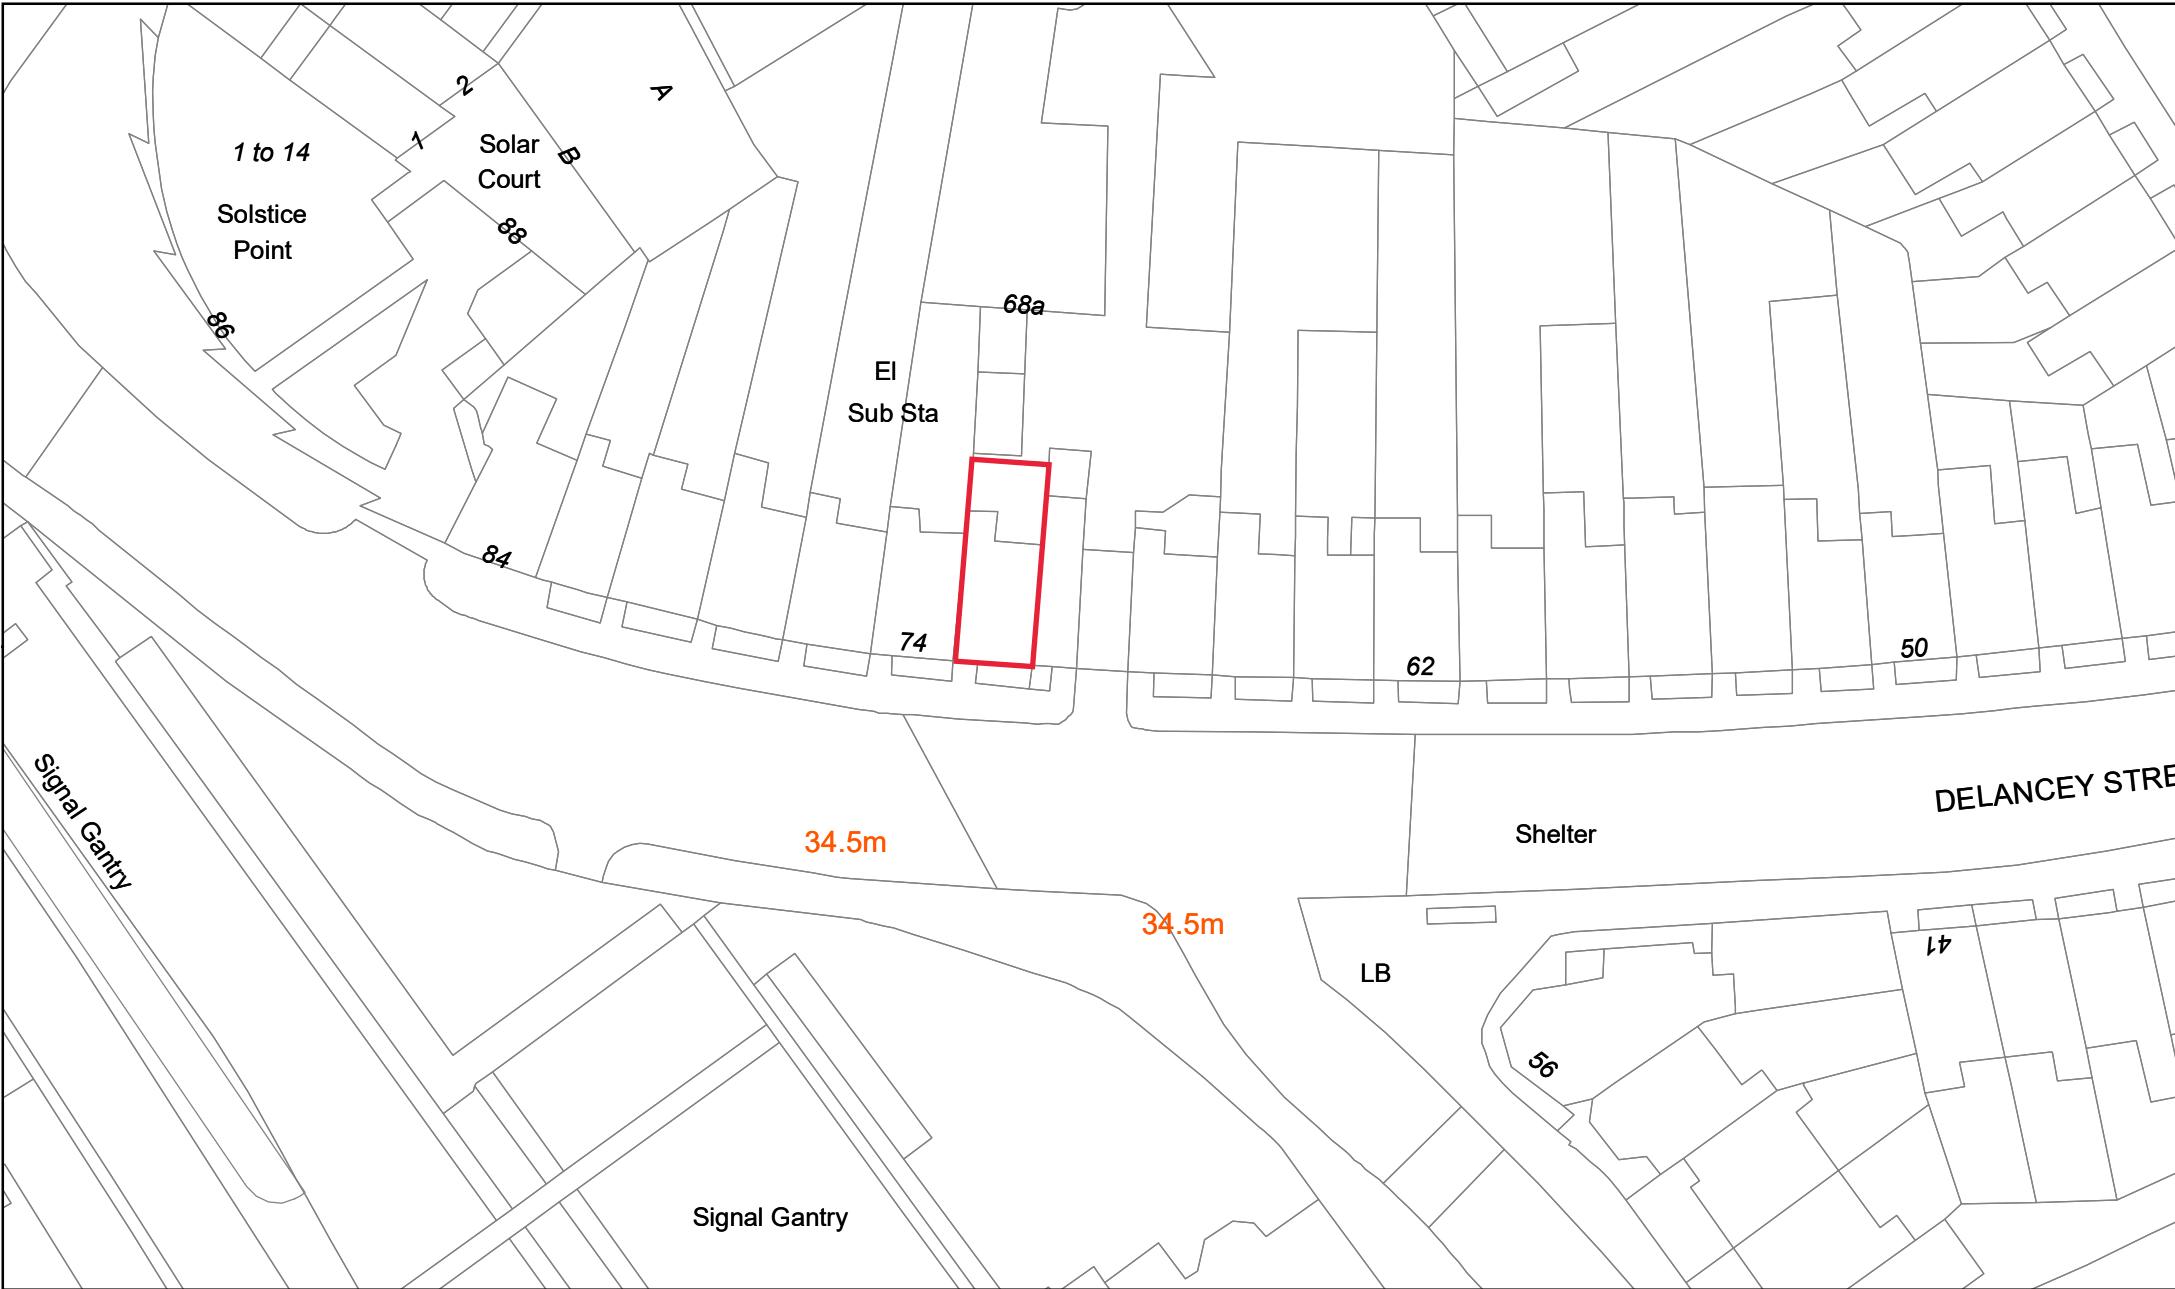 2
A
1
1 to 14
Solar
Court
B
Solstice
Point
88
86
68a
El
Sub Sta
84
74
62
50
Signal Gantry
DELANCEY STRE
34.5m
Shelter
34.5m
41
LB
56
Signal Gantry